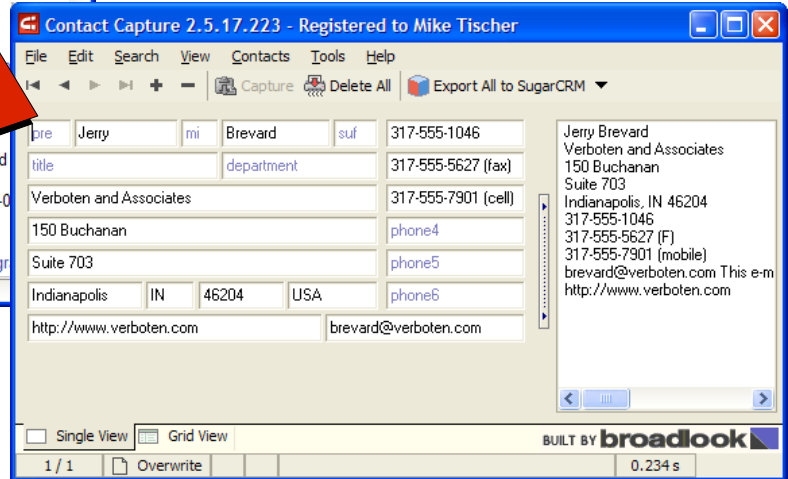 Contact Capture 2.5.17.223 - Registered to Mike Tischer
File Edit Search View Contacts Tools Help
Capture Delete All Export All to SugarCRM
pre Jerry mi Brevard suf 317-555-1046
title department 317-555-5627 (fax)
Verboten and Associates 317-555-7901 (cell)
150 Buchanan phone4
Suite 703 phone5
Indianapolis IN 46204 USA phone6
http://www.verboten.com brevard@verboten.com
Jerry Brevard
Verboten and Associates
150 Buchanan
Suite 703
Indianapolis, IN 46204
317-555-1046
317-555-5627 (F)
317-555-7901 (mobile)
brevard@verboten.com This e-m
http://www.verboten.com
Single View Grid View
BUILT BY broadlook
1 / 1 Overwrite 0.234 s